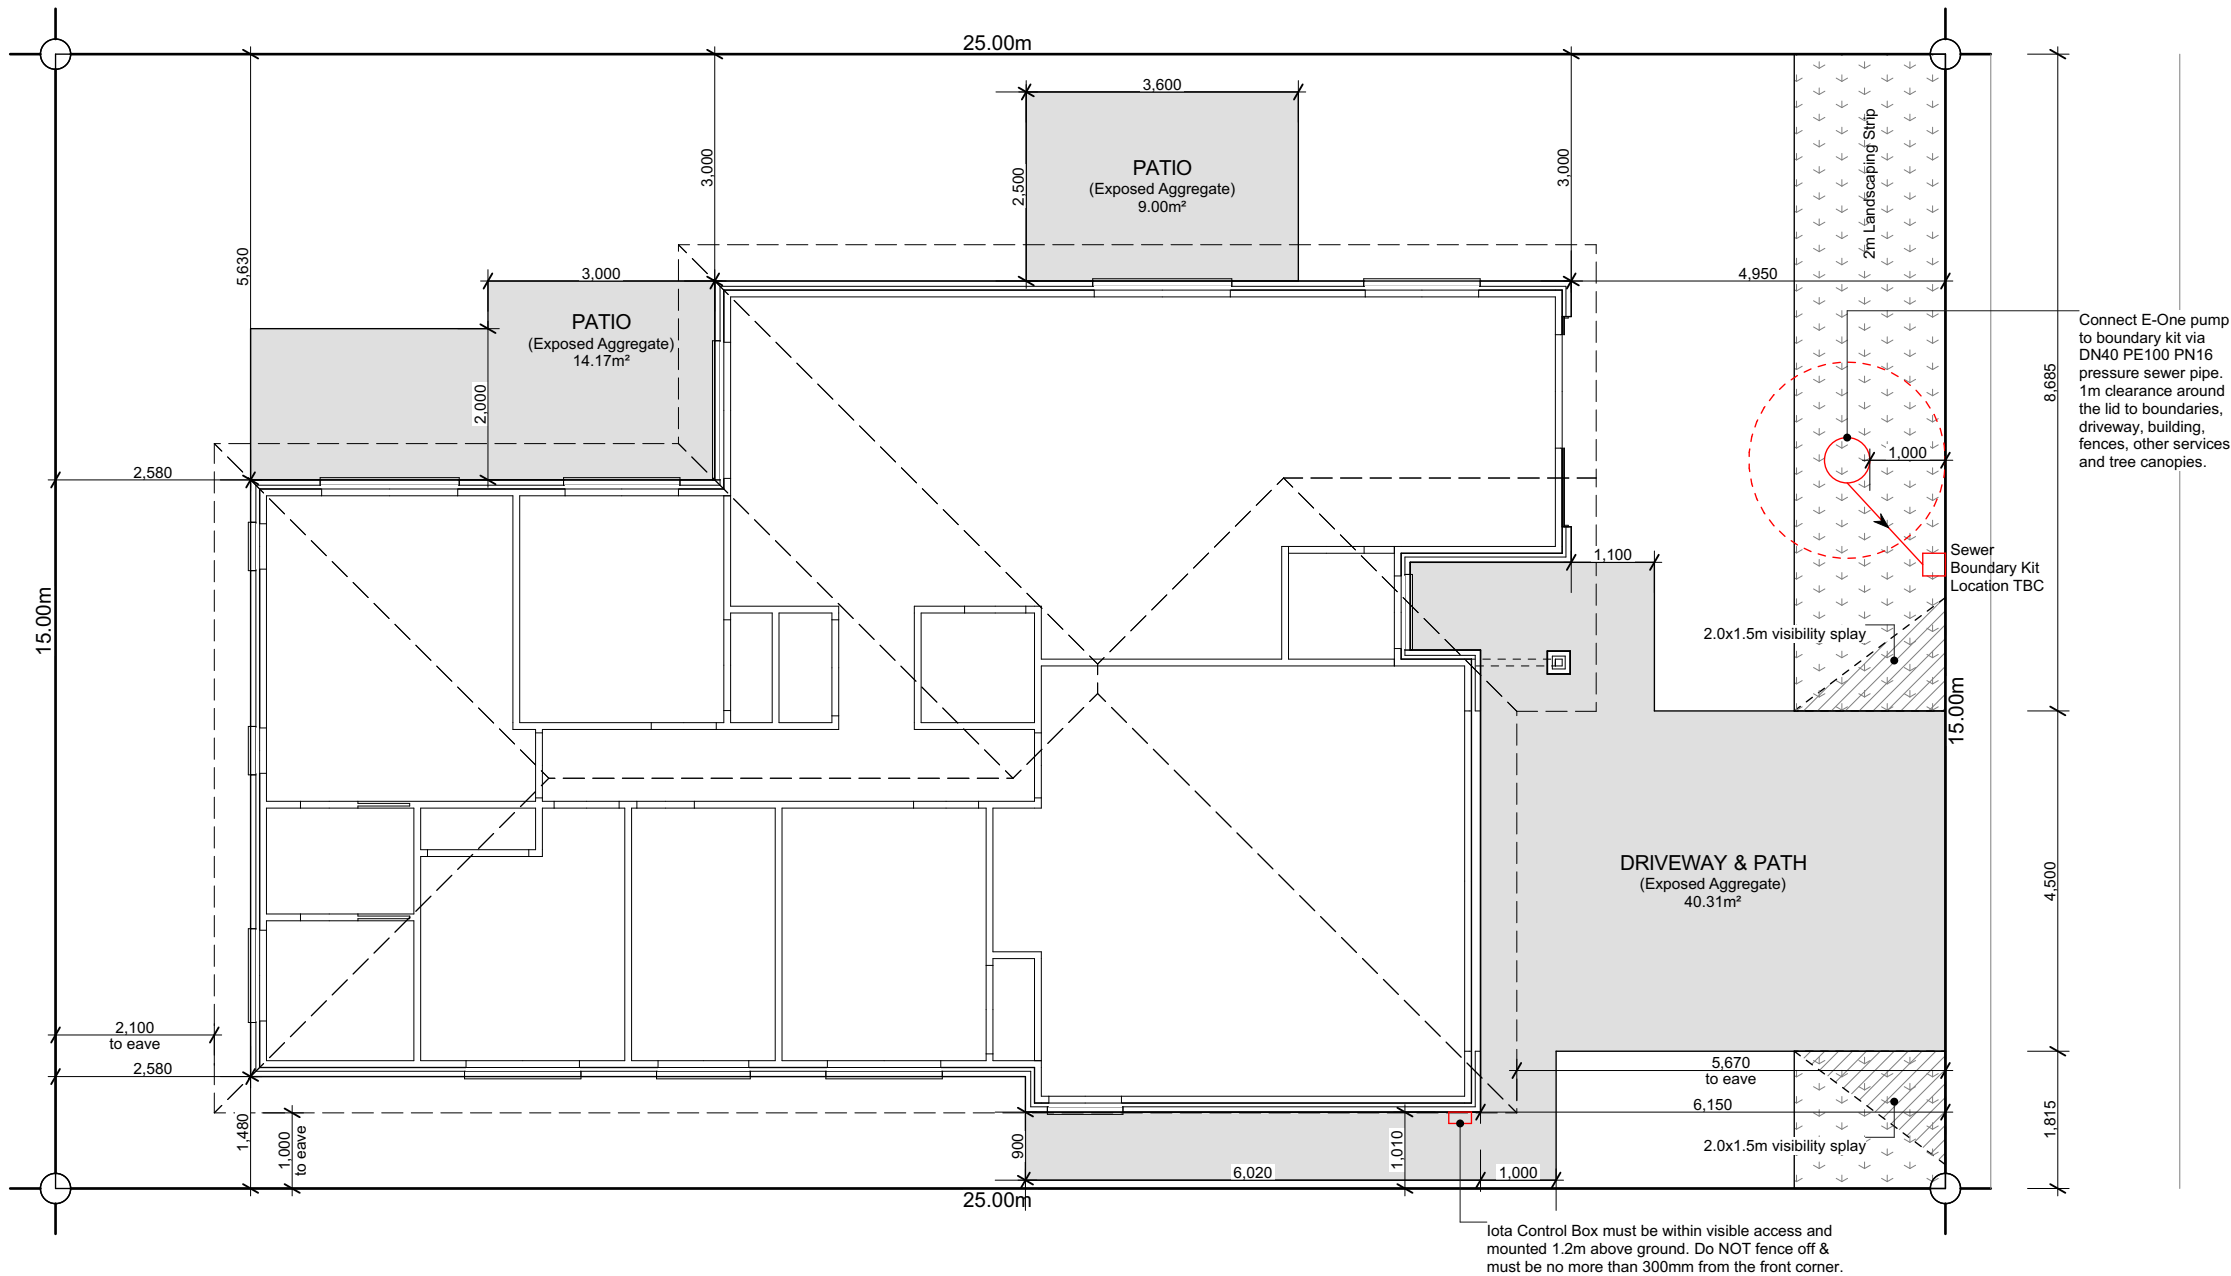 25.00m
3,600
PATIO
(Exposed Aggregate)
9.00m²
3,000
2,500
3,000
2m Landscaping Strip
5,630
3,000
4,950
PATIO
(Exposed Aggregate)
14.17m²
2,000
Connect E-One pump
to boundary kit via
DN40 PE100 PN16
pressure sewer pipe.
1m clearance around
the lid to boundaries,
driveway, building,
fences, other services
and tree canopies.
8,685
2,580
1,000
1,100
Sewer
Boundary Kit
Location TBC
15.00m
2.0x1.5m visibility splay
15.00m
DRIVEWAY & PATH
(Exposed Aggregate)
40.31m²
4,500
2,100
to eave
2,580
5,670
to eave
6,150
1,480
1,000
to eave
900
1,010
2.0x1.5m visibility splay
1,815
6,020
1,000
25.00m
Iota Control Box must be within visible access and
mounted 1.2m above ground. Do NOT fence off &
must be no more than 300mm from the front corner.